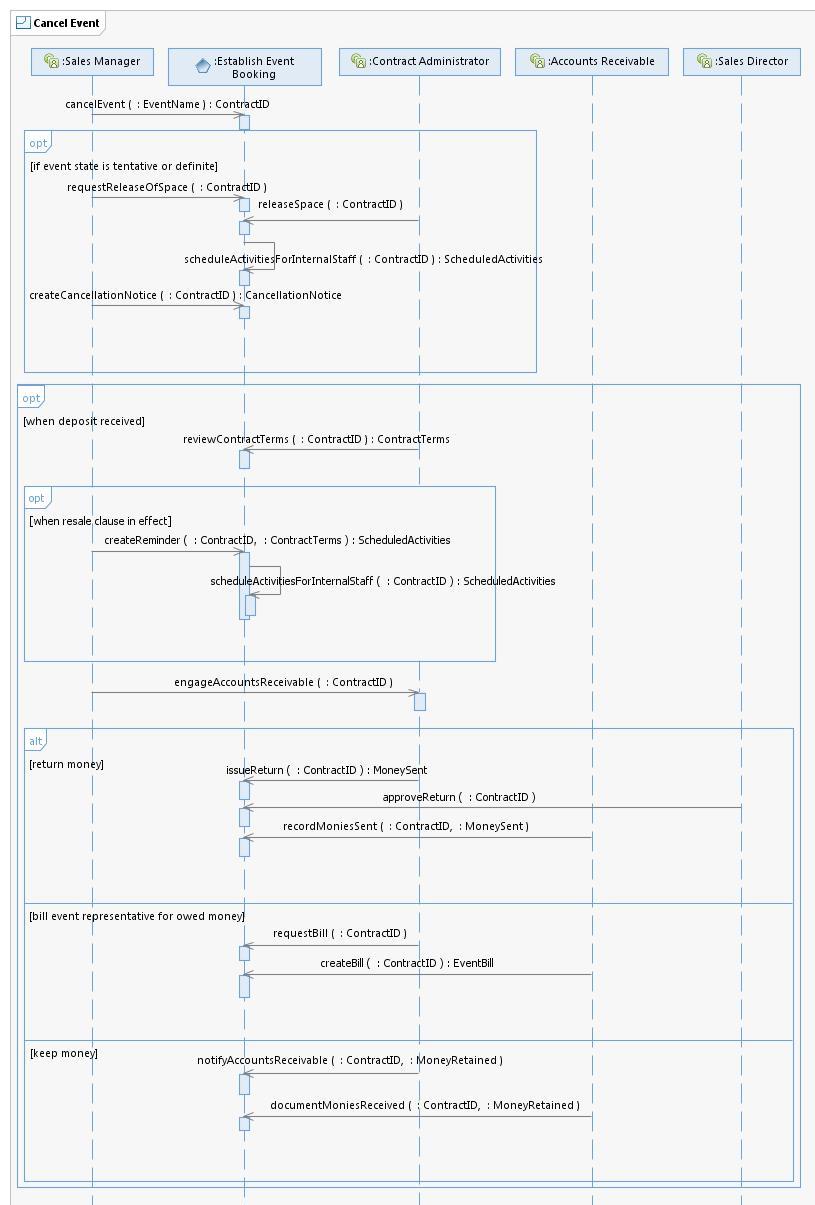 Cancel Event
:Sales Manager
:Establish Event
Booking
:Contract Administrator
:Accounts Receivable
:Sales Director
cancelEvent ( : EventName ) : ContractID
opt
[if event state is tentative or definite]
requestReleaseOfSpace ( : ContractID )
releaseSpace ( : ContractID )
scheduleActivitiesForInternalStaff ( : ContractID ) : ScheduledActivities
createCancellationNotice ( : ContractID ) : CancellationNotice
opt
[when deposit received]
reviewContractTerms ( : ContractID ) : ContractTerms
opt
[when resale clause in effect]
createReminder ( : ContractID, : ContractTerms ) : ScheduledActivities
scheduleActivitiesForInternalStaff ( : ContractID ) : ScheduledActivities
engageAccountsReceivable ( : ContractID )
alt
[return money]
issueReturn ( : ContractID ) : MoneySent
approveReturn ( : ContractID )
recordMoniesSent ( : ContractID, : MoneySent )
[bill event representative for owed money]
requestBill ( : ContractID )
createBill ( : ContractID ) : EventBill
[keep money]
notifyAccountsReceivable ( : ContractID, : MoneyRetained )
documentMoniesReceived ( : ContractID, : MoneyRetained )